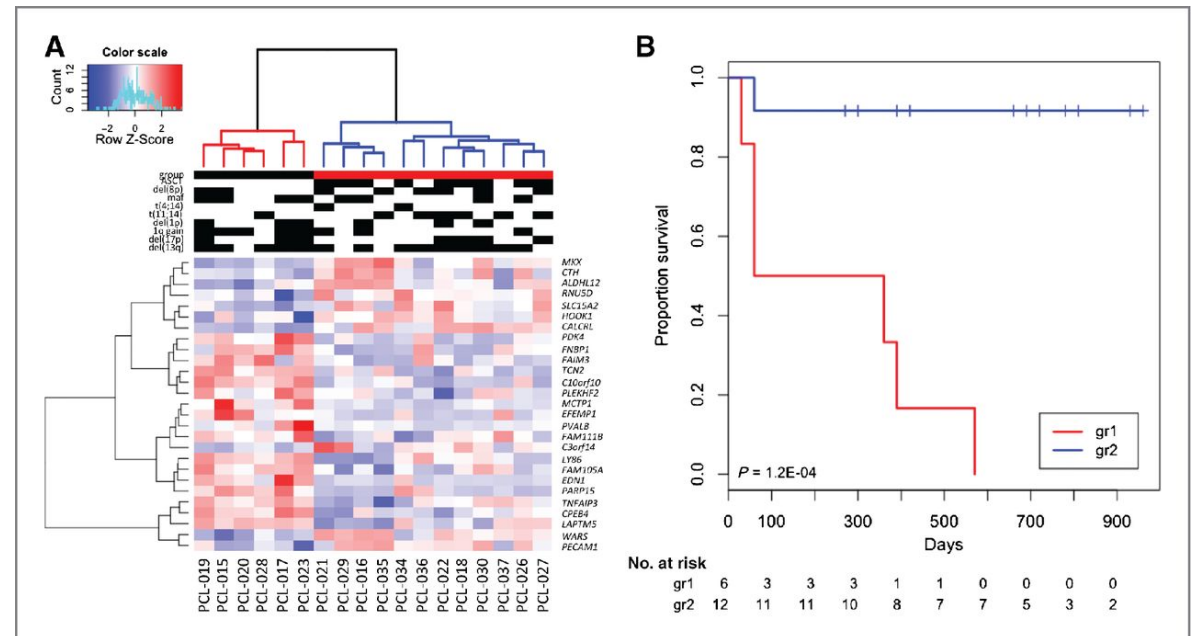 A
Color scale
Count
0 6 12
−2 0 2
Row Z-Score
group
ASCT
del(8p)
maf
t(4;14)
t(11;14)
del(1p)
1q gain
del(17p)
del(13q)
MKX
CTH
ALDHL12
RNU5D
SLC15A2
HOOK1
CALCRL
PDK4
FNBP1
FAIM3
TCN2
C10orf10
PLEKHF2
MCTP1
EFEMP1
PVALB
FAM111B
C3orf14
LY86
FAM105A
EDN1
PARP15
TNFAIP3
CPEB4
LAPTM5
WARS
PECAM1
PCL-019
PCL-015
PCL-020
PCL-028
PCL-017
PCL-023
PCL-021
PCL-029
PCL-016
PCL-035
PCL-034
PCL-036
PCL-022
PCL-018
PCL-030
PCL-037
PCL-026
PCL-027
B
Proportion survival
1.0
0.8
0.6
0.4
0.2
0.0
gr1
gr2
P = 1.2E-04
0 100 300 500 700 900
Days
No. at risk
gr1 6 3 3 3 1 1 0 0 0 0
gr2 12 11 11 10 8 7 7 5 3 2